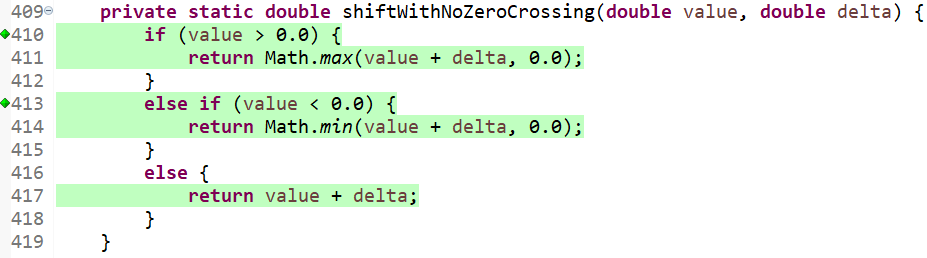 409 private static double shiftWithNoZeroCrossing(double value, double delta) {
410 if (value > 0.0) {
411 return Math.max(value + delta, 0.0);
412 }
413 else if (value < 0.0) {
414 return Math.min(value + delta, 0.0);
415 }
416 else {
417 return value + delta;
418 }
419 }